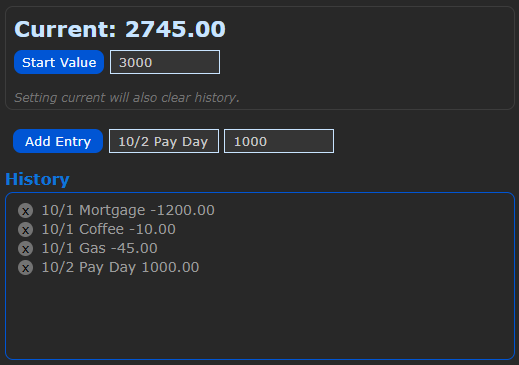 Current: 2745.00
Start Value 3000
Setting current will also clear history.
Add Entry 10/2 Pay Day 1000
History
x 10/1 Mortgage -1200.00
x 10/1 Coffee -10.00
x 10/1 Gas -45.00
x 10/2 Pay Day 1000.00